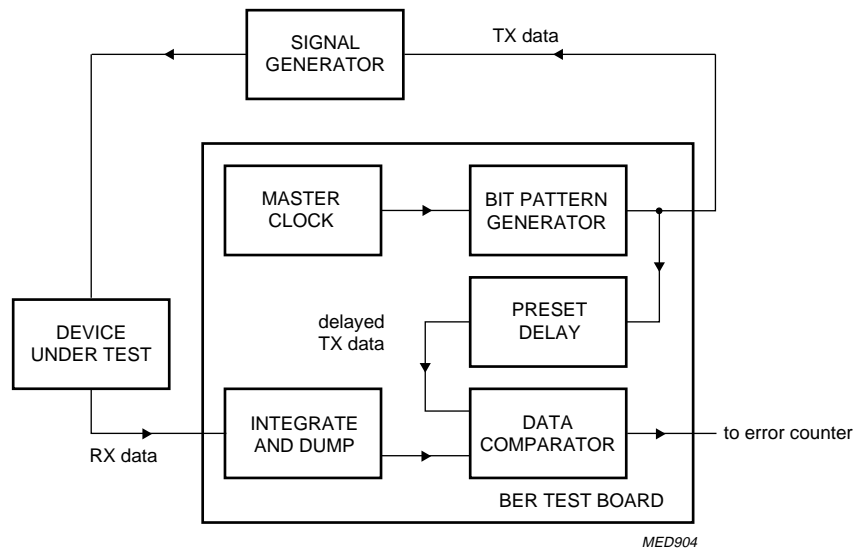 SIGNAL
GENERATOR
TX data
MASTER
CLOCK
BIT PATTERN
GENERATOR
DEVICE
UNDER TEST
delayed
TX data
PRESET
DELAY
INTEGRATE
AND DUMP
DATA
COMPARATOR
to error counter
RX data
BER TEST BOARD
MED904